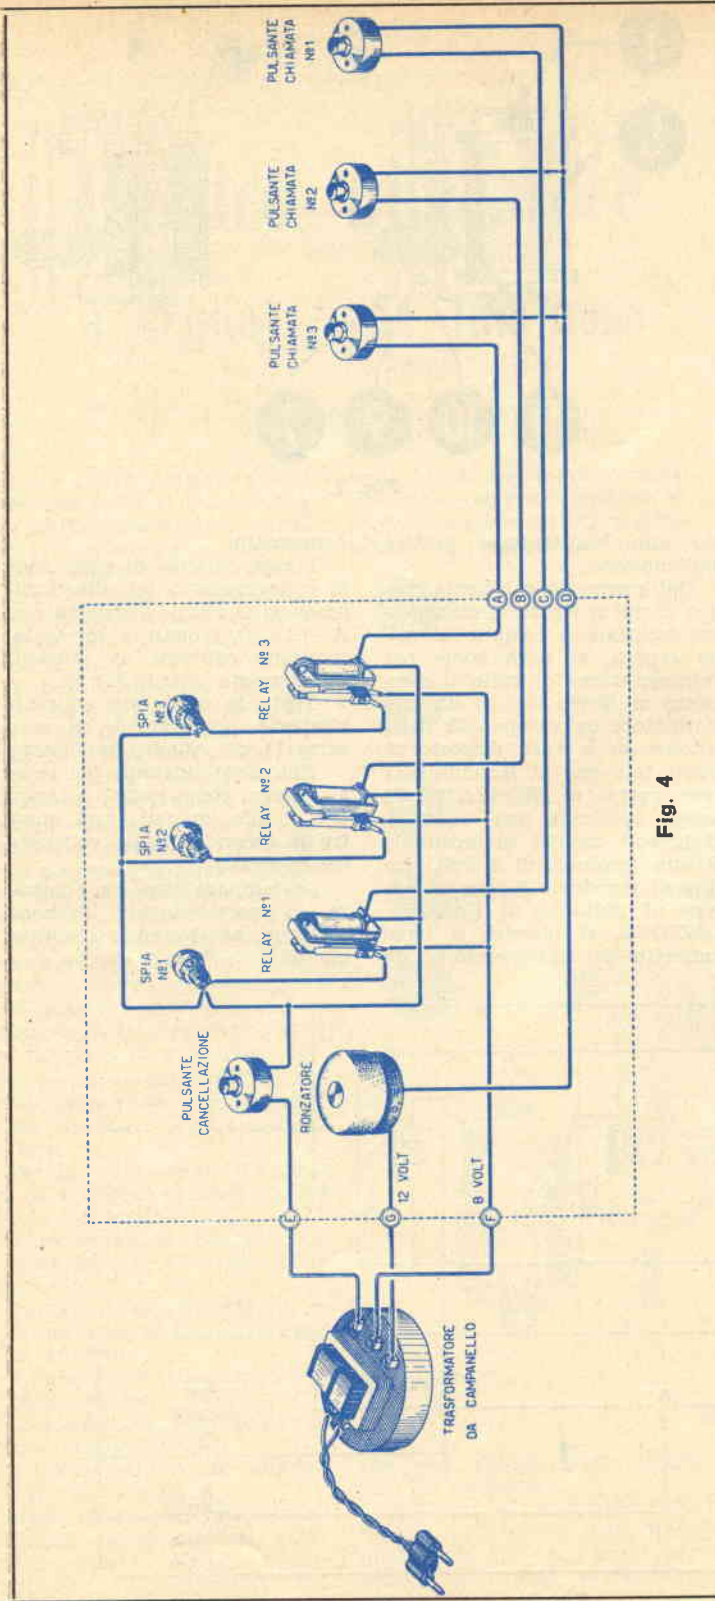 PULSANTE
CHIAMATA
Nº1
PULSANTE
CHIAMATA
Nº2
PULSANTE
CHIAMATA
Nº3
A
B
C
D
SPIA
Nº3
RELAY Nº3
SPIA
Nº2
RELAY Nº2
SPIA
Nº1
RELAY Nº1
PULSANTE
CANCELLAZIONE
RONZATORE
12 VOLT
8 VOLT
E
G
F
TRASFORMATORE
DA CAMPANELLO
Fig. 4